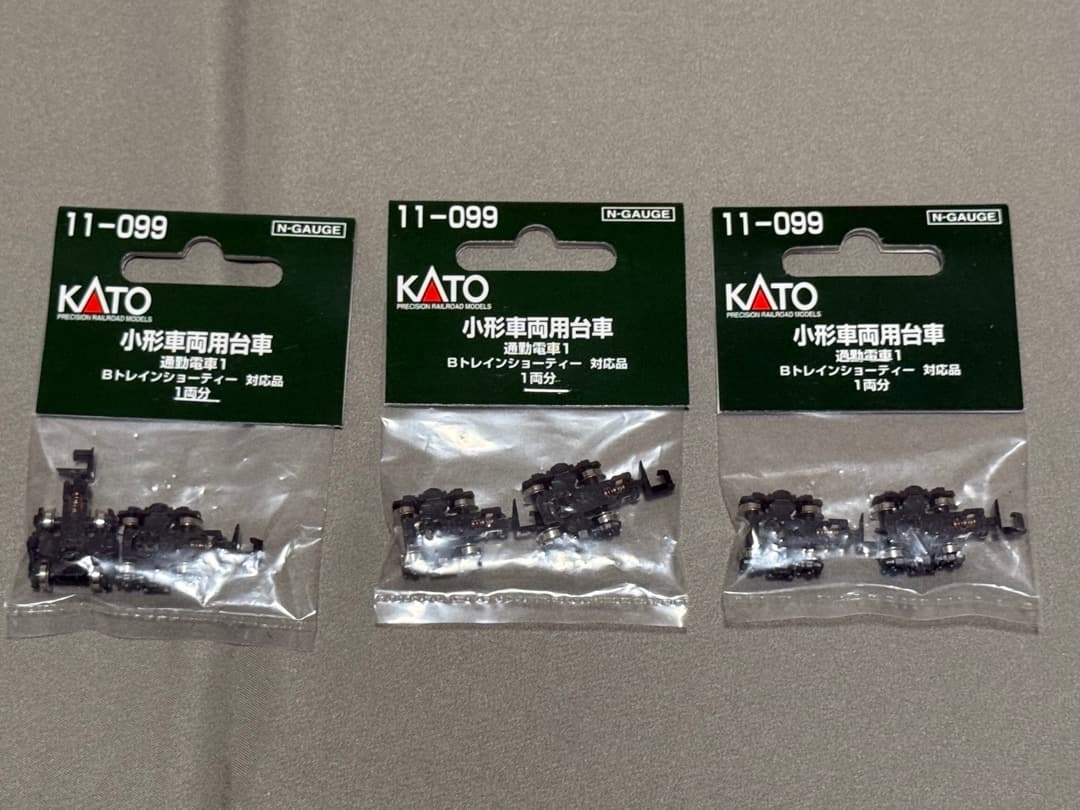 11-099
N-GAUGE
KATO
PRECISION RAILROAD MODELS
小形車両用台車
通勤電車1
Bトレインショーティー 対応品
1両分
11-099
N-GAUGE
KATO
PRECISION RAILROAD MODELS
小形車両用台車
通勤電車1
Bトレインショーティー 対応品
1両分
11-099
N-GAUGE
KATO
PRECISION RAILROAD MODELS
小形車両用台車
通勤電車1
Bトレインショーティー 対応品
1両分